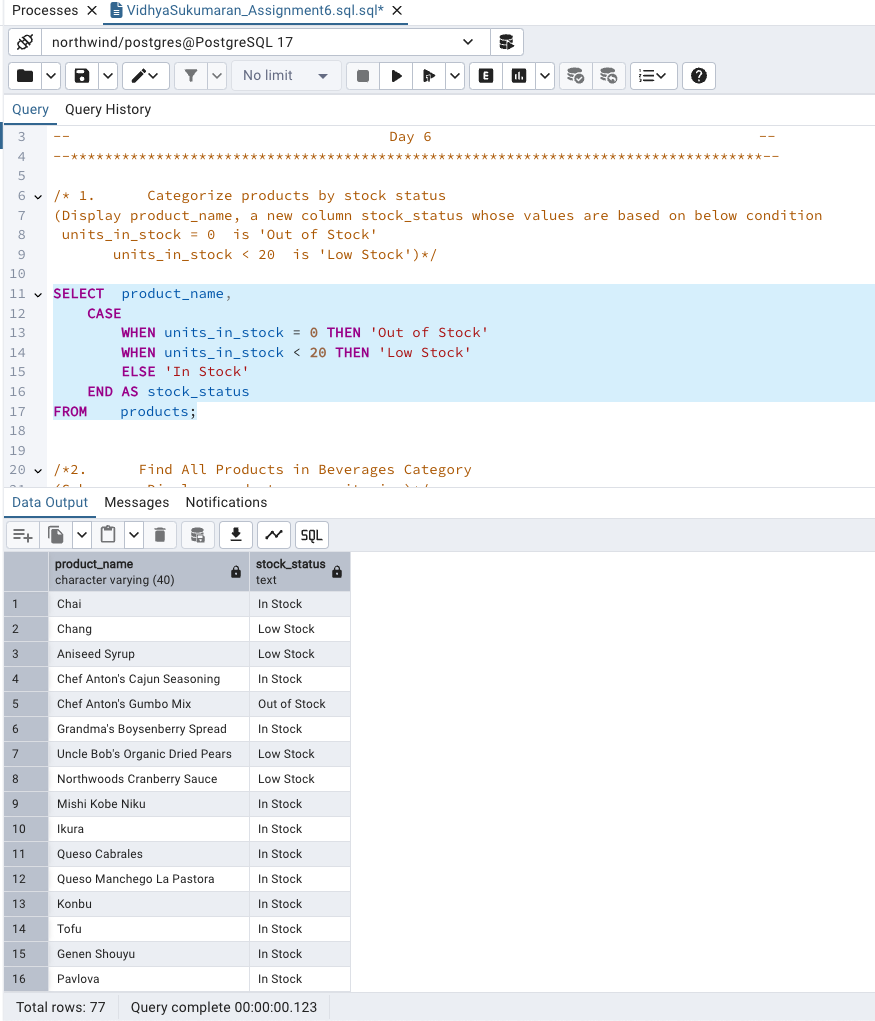 Processes VidhyaSukumaran_Assignment6.sql.sql*
northwind/postgres@PostgreSQL 17
No limit
Query Query History
3 -- Day 6 --
4 --*********************************************************************************--
5
6 /* 1. Categorize products by stock status
7 (Display product_name, a new column stock_status whose values are based on below condition
8 units_in_stock = 0 is 'Out of Stock'
9 units_in_stock < 20 is 'Low Stock')*/
10
11 SELECT product_name,
12 CASE
13 WHEN units_in_stock = 0 THEN 'Out of Stock'
14 WHEN units_in_stock < 20 THEN 'Low Stock'
15 ELSE 'In Stock'
16 END AS stock_status
17 FROM products;
18
19
20 /*2. Find All Products in Beverages Category
Data Output Messages Notifications
SQL
product_name stock_status
character varying (40) text
1 Chai In Stock
2 Chang Low Stock
3 Aniseed Syrup Low Stock
4 Chef Anton's Cajun Seasoning In Stock
5 Chef Anton's Gumbo Mix Out of Stock
6 Grandma's Boysenberry Spread In Stock
7 Uncle Bob's Organic Dried Pears Low Stock
8 Northwoods Cranberry Sauce Low Stock
9 Mishi Kobe Niku In Stock
10 Ikura In Stock
11 Queso Cabrales In Stock
12 Queso Manchego La Pastora In Stock
13 Konbu In Stock
14 Tofu In Stock
15 Genen Shouyu In Stock
16 Pavlova In Stock
Total rows: 77 Query complete 00:00:00.123